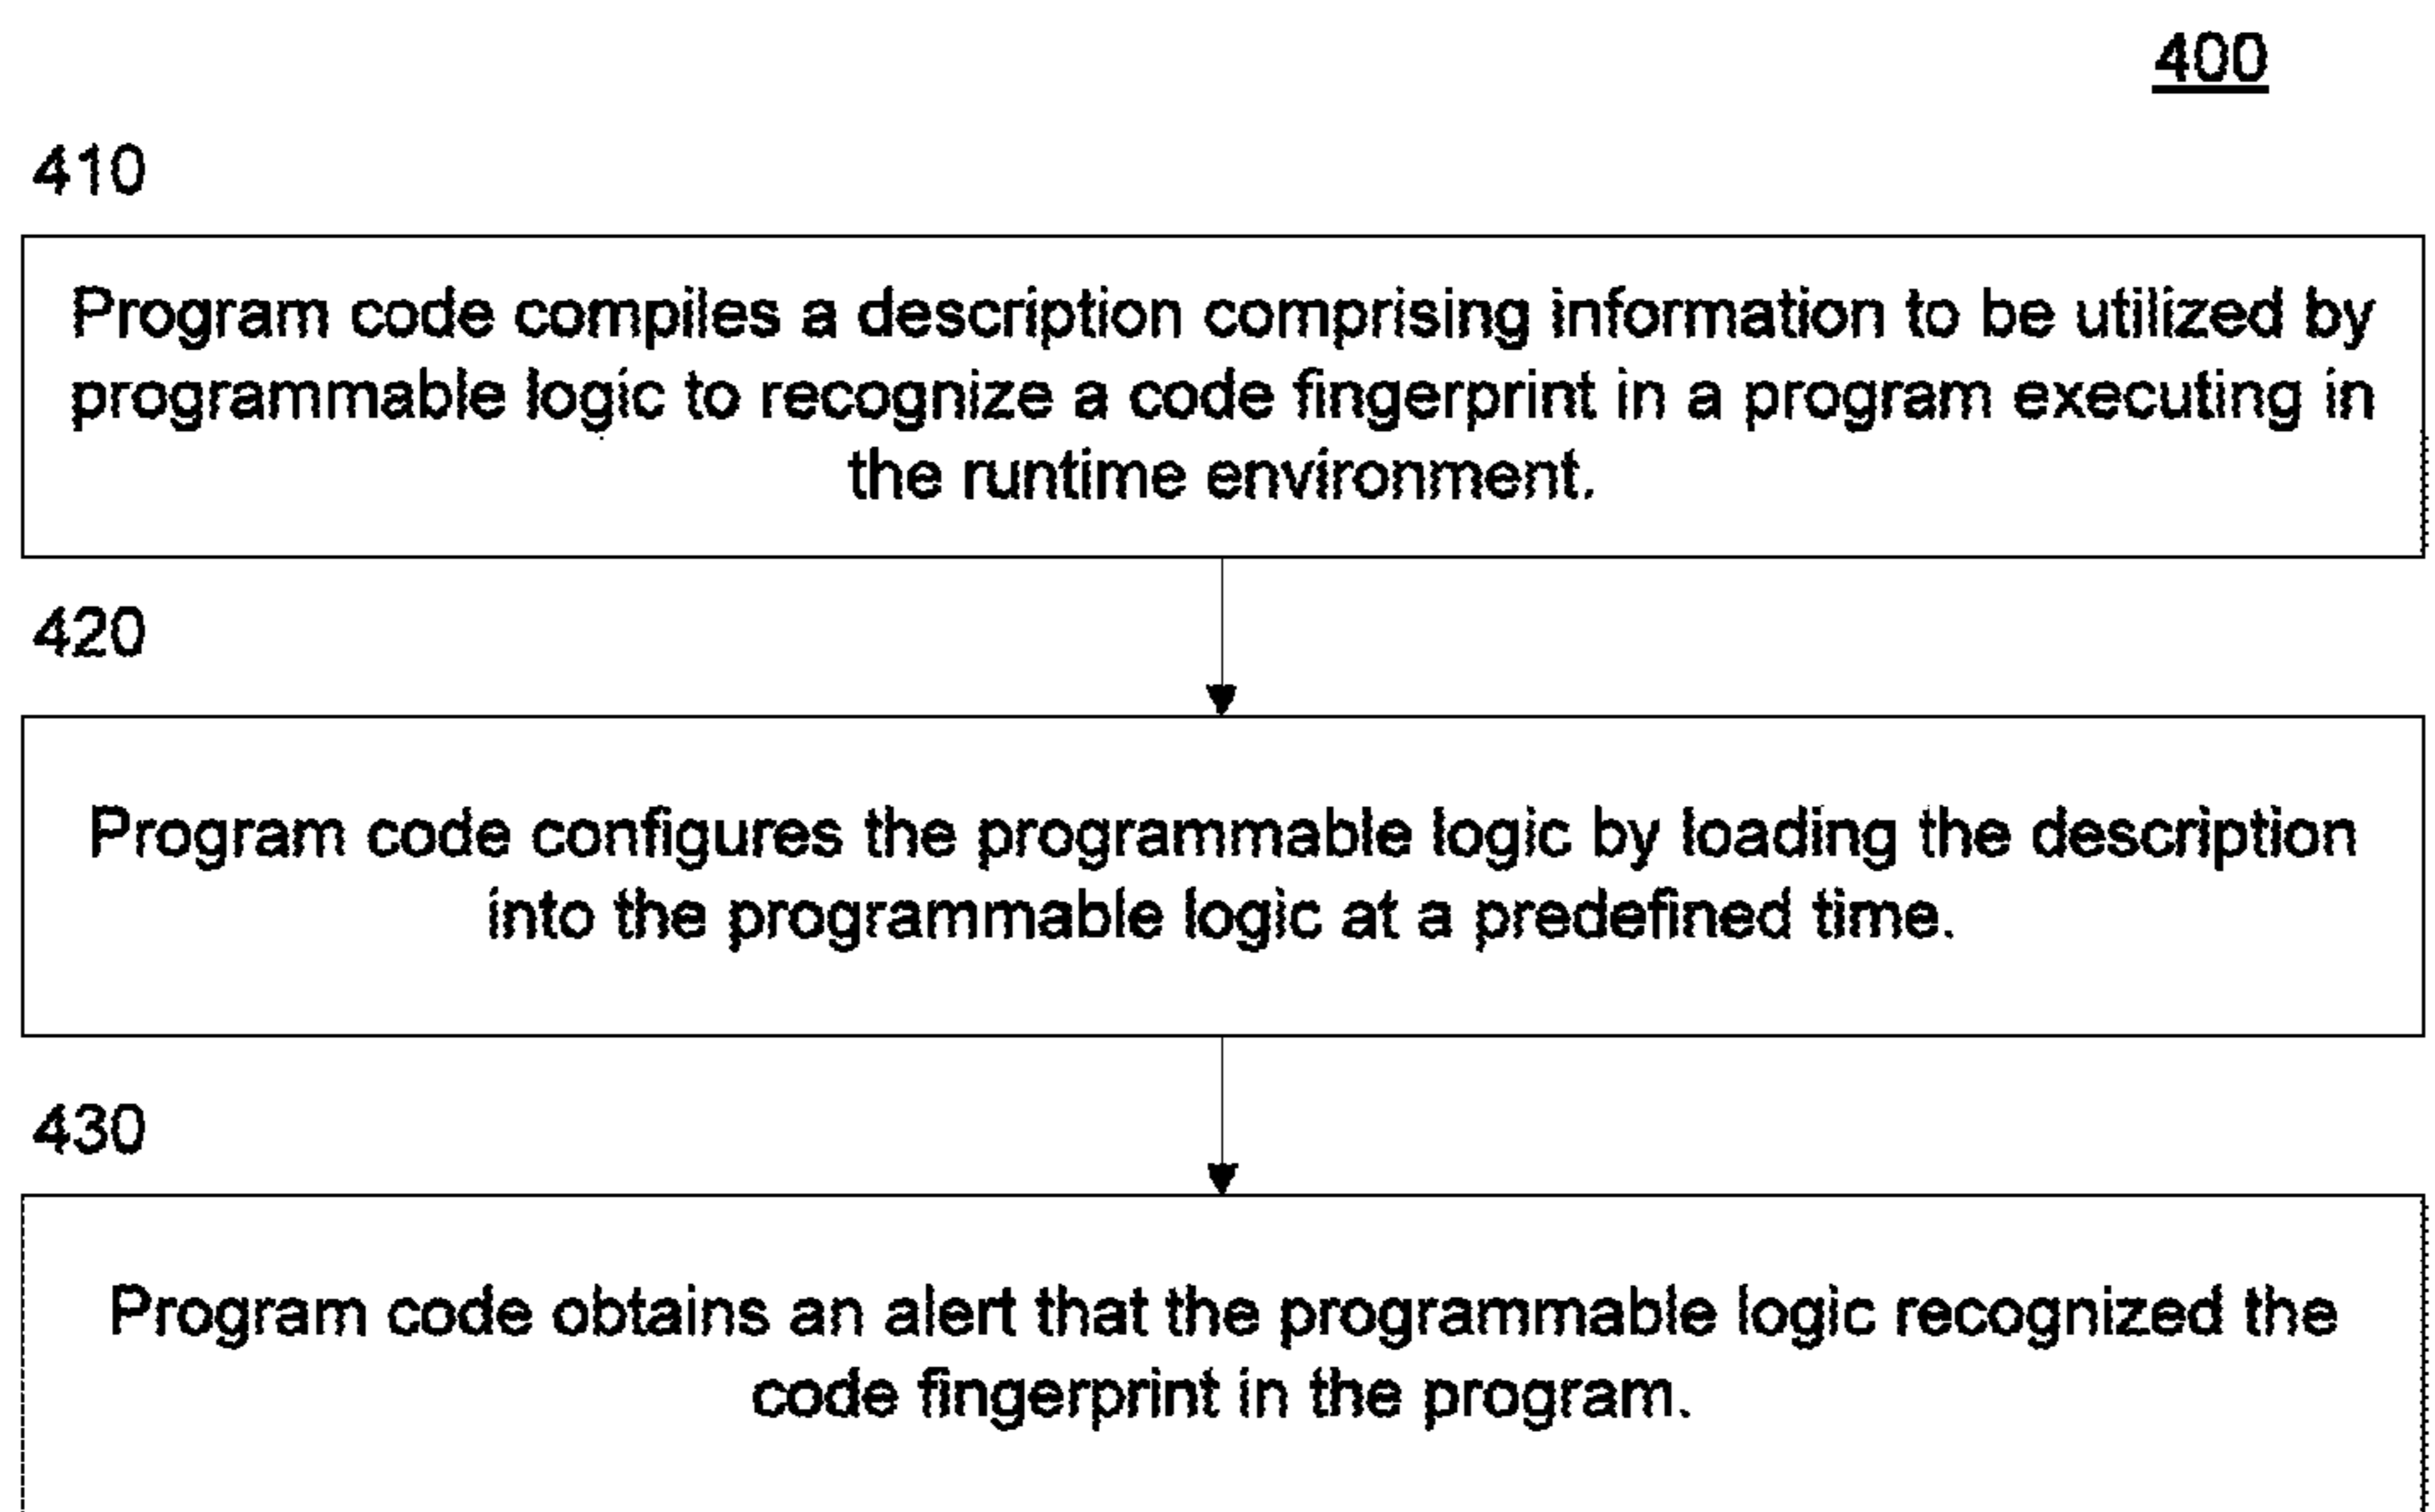 400
410
Program code compiles a description comprising information to be utilized by
programmable logic to recognize a code fingerprint in a program executing in
the runtime environment.
420
Program code configures the programmable logic by loading the description
into the programmable logic at a predefined time.
430
Program code obtains an alert that the programmable logic recognized the
code fingerprint in the program.